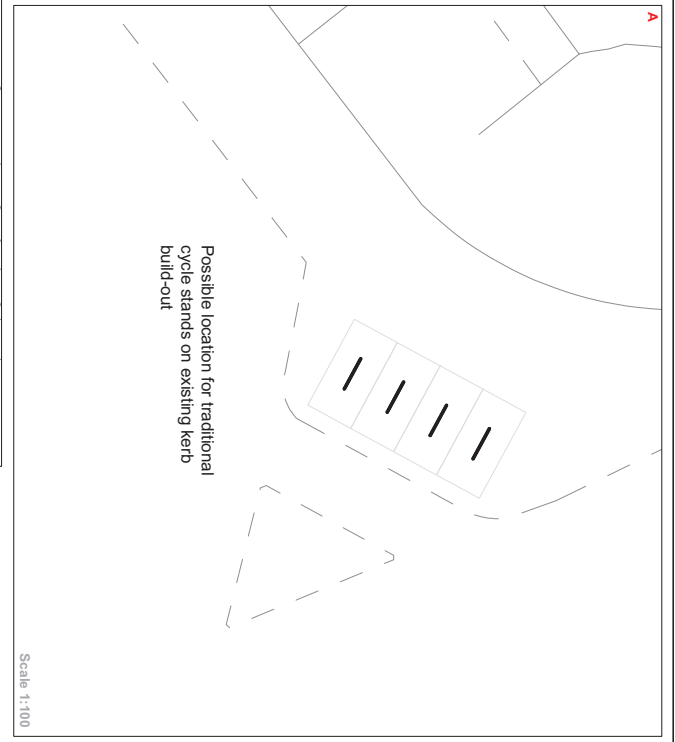 A
Possible location for traditional
cycle stands on existing kerb
build-out
Scale 1:100